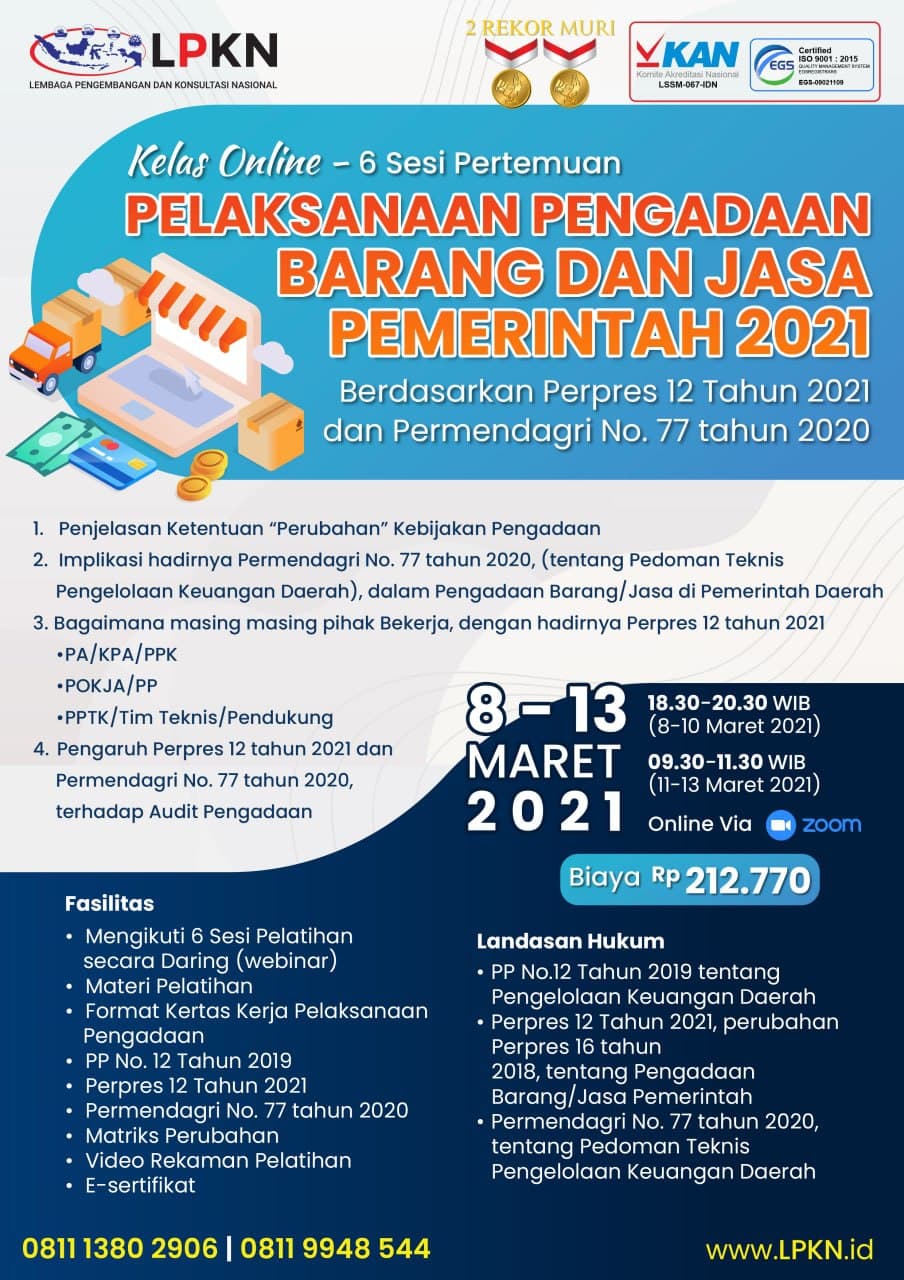 LPKN
LEMBAGA PENGEMBANGAN DAN KONSULTASI NASIONAL
2 REKOR MURI
KAN
Komite Akreditasi Nasional
LSSM-067-IDN
EGS
Certified
ISO 9001 : 2015
QUALITY MANAGEMENT SYSTEM
EGSREGISTRARS
EGS-09021109
Kelas Online – 6 Sesi Pertemuan
PELAKSANAAN PENGADAAN
BARANG DAN JASA
PEMERINTAH 2021
Berdasarkan Perpres 12 Tahun 2021
dan Permendagri No. 77 tahun 2020
1. Penjelasan Ketentuan “Perubahan” Kebijakan Pengadaan
2. Implikasi hadirnya Permendagri No. 77 tahun 2020, (tentang Pedoman Teknis
Pengelolaan Keuangan Daerah), dalam Pengadaan Barang/Jasa di Pemerintah Daerah
3. Bagaimana masing masing pihak Bekerja, dengan hadirnya Perpres 12 tahun 2021
•PA/KPA/PPK
•POKJA/PP
•PPTK/Tim Teknis/Pendukung
4. Pengaruh Perpres 12 tahun 2021 dan
Permendagri No. 77 tahun 2020,
terhadap Audit Pengadaan
8 – 13
MARET
2021
18.30-20.30 WIB
(8-10 Maret 2021)
09.30-11.30 WIB
(11-13 Maret 2021)
Online Via zoom
Biaya Rp 212.770
Fasilitas
• Mengikuti 6 Sesi Pelatihan
secara Daring (webinar)
• Materi Pelatihan
• Format Kertas Kerja Pelaksanaan
Pengadaan
• PP No. 12 Tahun 2019
• Perpres 12 Tahun 2021
• Permendagri No. 77 tahun 2020
• Matriks Perubahan
• Video Rekaman Pelatihan
• E-sertifikat
Landasan Hukum
• PP No.12 Tahun 2019 tentang
Pengelolaan Keuangan Daerah
• Perpres 12 Tahun 2021, perubahan
Perpres 16 tahun
2018, tentang Pengadaan
Barang/Jasa Pemerintah
• Permendagri No. 77 tahun 2020,
tentang Pedoman Teknis
Pengelolaan Keuangan Daerah
0811 1380 2906 | 0811 9948 544
www.LPKN.id